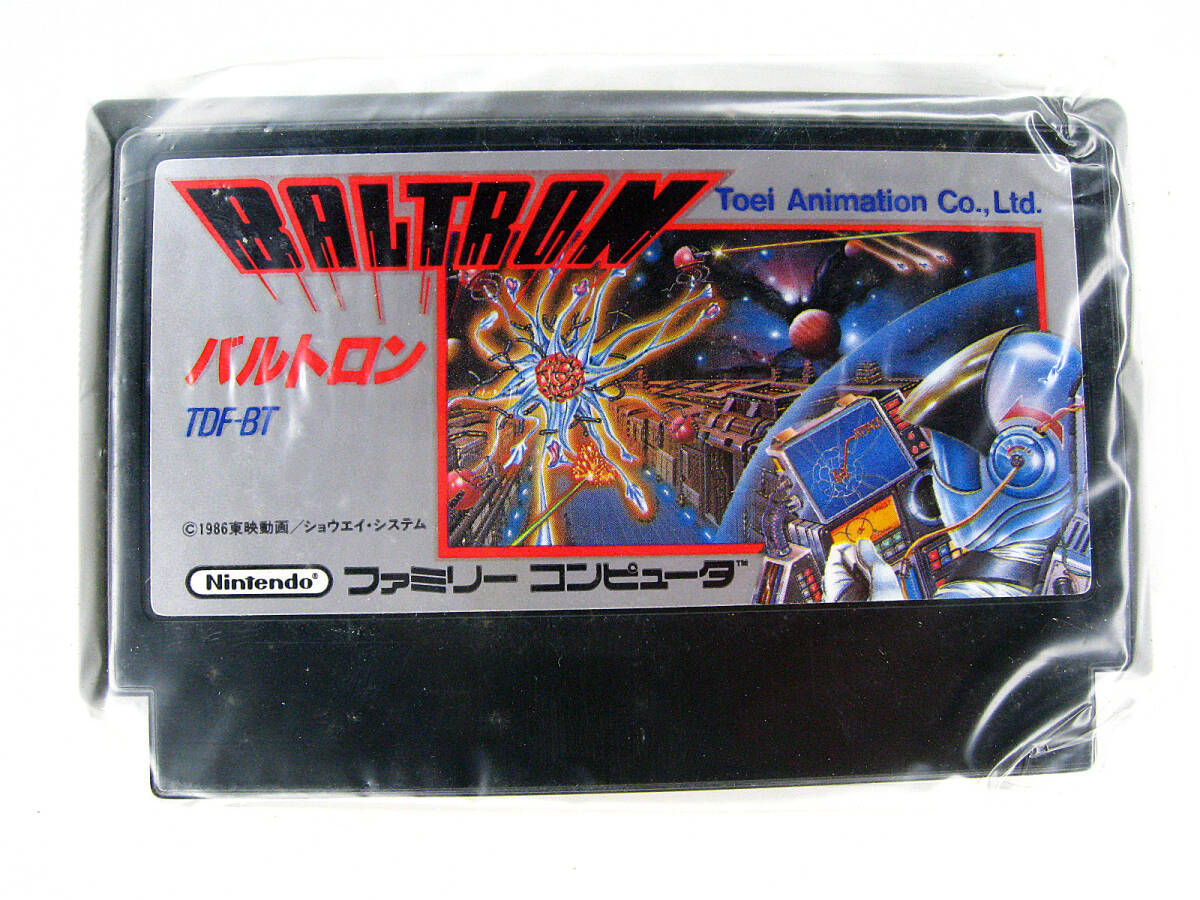 BALTRON
Toei Animation Co., Ltd.
バルトロン
TDF-BT
©1986東映動画/ショウエイ・システム
Nintendo® ファミリー コンピュータ™